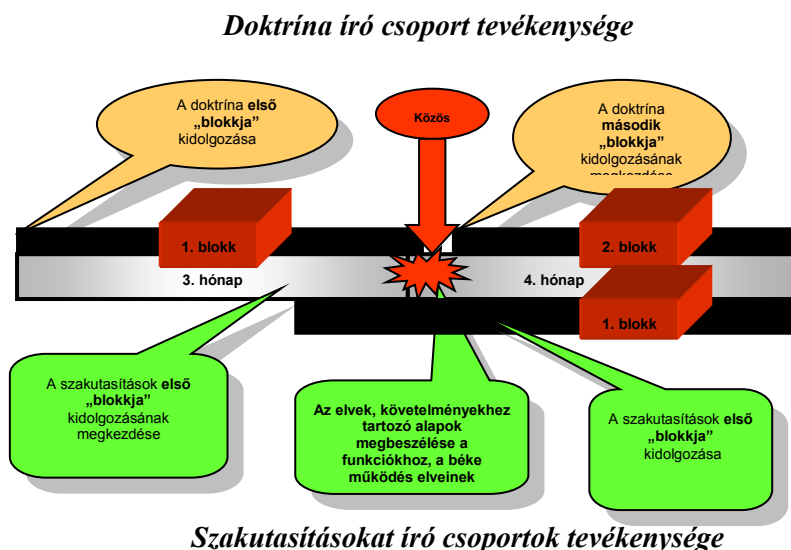 Doktrína író csoport tevékenysége
A doktrína első
„blokkja”
kidolgozása
Közös
A doktrína
második
„blokkja”
kidolgozásának
megkezdése
1. blokk
2. blokk
3. hónap
4. hónap
1. blokk
A szakutasítások első
„blokkja”
kidolgozásának
megkezdése
Az elvek, követelményekhez
tartozó alapok
megbeszélése a
funkciókhoz, a béke
működés elveinek
A szakutasítások első
„blokkja”
kidolgozása
Szakutasításokat író csoportok tevékenysége